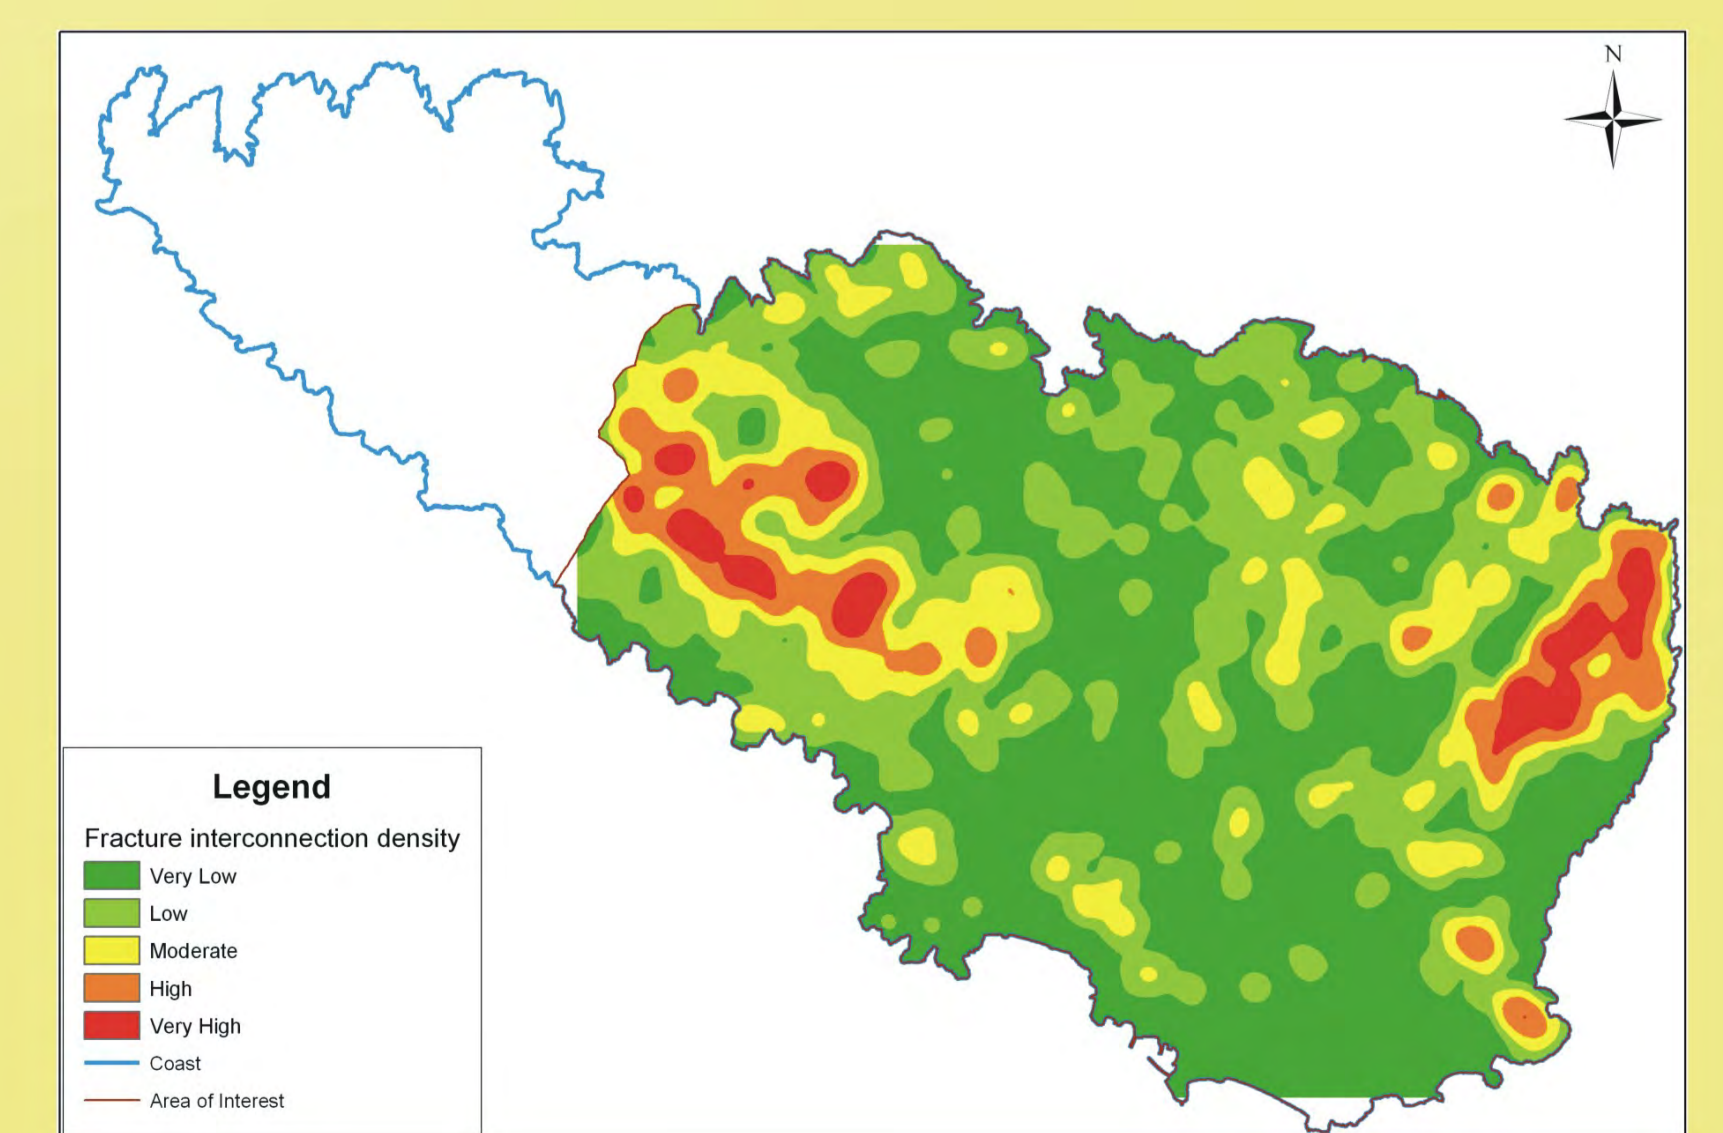 N
Legend
Fracture interconnection density
Very Low
Low
Moderate
High
Very High
Coast
Area of Interest